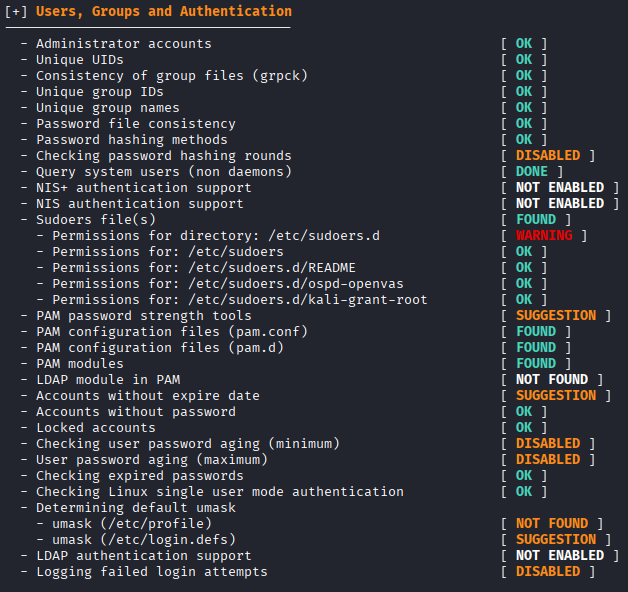 [+] Users, Groups and Authentication
------------------------------------
- Administrator accounts [ OK ]
- Unique UIDs [ OK ]
- Consistency of group files (grpck) [ OK ]
- Unique group IDs [ OK ]
- Unique group names [ OK ]
- Password file consistency [ OK ]
- Password hashing methods [ OK ]
- Checking password hashing rounds [ DISABLED ]
- Query system users (non daemons) [ DONE ]
- NIS+ authentication support [ NOT ENABLED ]
- NIS authentication support [ NOT ENABLED ]
- Sudoers file(s) [ FOUND ]
- Permissions for directory: /etc/sudoers.d [ WARNING ]
- Permissions for: /etc/sudoers [ OK ]
- Permissions for: /etc/sudoers.d/README [ OK ]
- Permissions for: /etc/sudoers.d/ospd-openvas [ OK ]
- Permissions for: /etc/sudoers.d/kali-grant-root [ OK ]
- PAM password strength tools [ SUGGESTION ]
- PAM configuration files (pam.conf) [ FOUND ]
- PAM configuration files (pam.d) [ FOUND ]
- PAM modules [ FOUND ]
- LDAP module in PAM [ NOT FOUND ]
- Accounts without expire date [ SUGGESTION ]
- Accounts without password [ OK ]
- Locked accounts [ OK ]
- Checking user password aging (minimum) [ DISABLED ]
- User password aging (maximum) [ DISABLED ]
- Checking expired passwords [ OK ]
- Checking Linux single user mode authentication [ OK ]
- Determining default umask
- umask (/etc/profile) [ NOT FOUND ]
- umask (/etc/login.defs) [ SUGGESTION ]
- LDAP authentication support [ NOT ENABLED ]
- Logging failed login attempts [ DISABLED ]